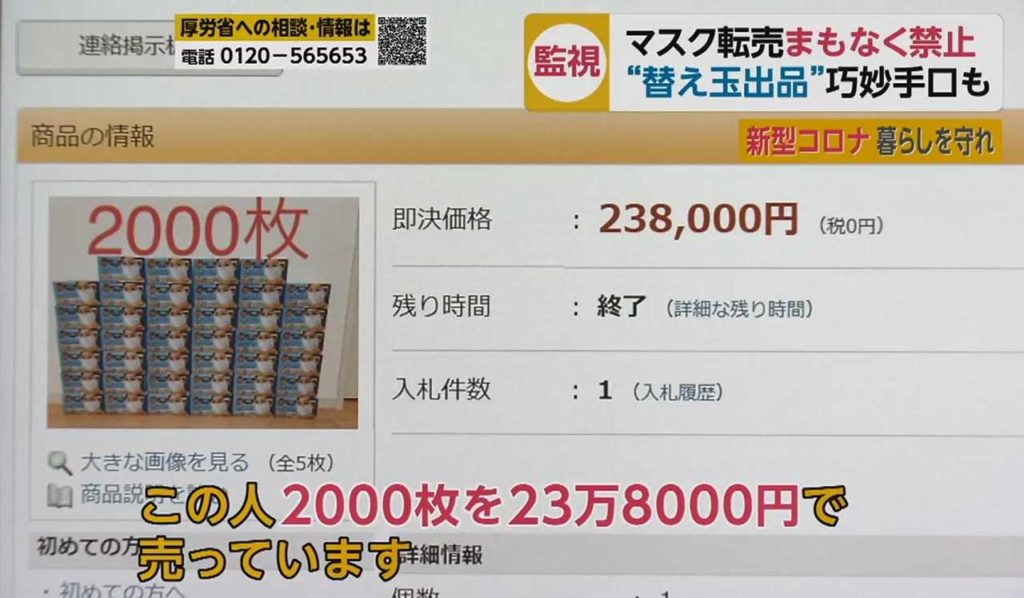 連絡掲示板
厚労省への相談・情報は
電話 0120-565653
監視
マスク転売まもなく禁止
“替え玉出品”巧妙手口も
新型コロナ 暮らしを守れ
商品の情報
2000枚
即決価格 : 238,000円 (税0円)
残り時間 : 終了 (詳細な残り時間)
入札件数 : 1 (入札履歴)
大きな画像を見る (全5枚)
商品説明を
この人2000枚を23万8000円で
売っています
初めての方
詳細情報
・初めての方へ
個数 : 1